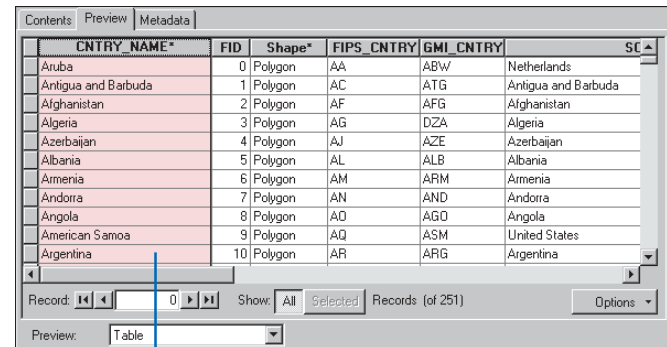 Contents Preview Metadata
CNTRY_NAME* FID Shape* FIPS_CNTRY GMI_CNTRY SO
Aruba 0 Polygon AA ABW Netherlands
Antigua and Barbuda 1 Polygon AC ATG Antigua and Barbuda
Afghanistan 2 Polygon AF AFG Afghanistan
Algeria 3 Polygon AG DZA Algeria
Azerbaijan 4 Polygon AJ AZE Azerbaijan
Albania 5 Polygon AL ALB Albania
Armenia 6 Polygon AM ARM Armenia
Andorra 7 Polygon AN AND Andorra
Angola 8 Polygon AO AGO Angola
American Samoa 9 Polygon AQ ASM United States
Argentina 10 Polygon AR ARG Argentina
Record: 0 Show: All Selected Records (of 251) Options
Preview: Table